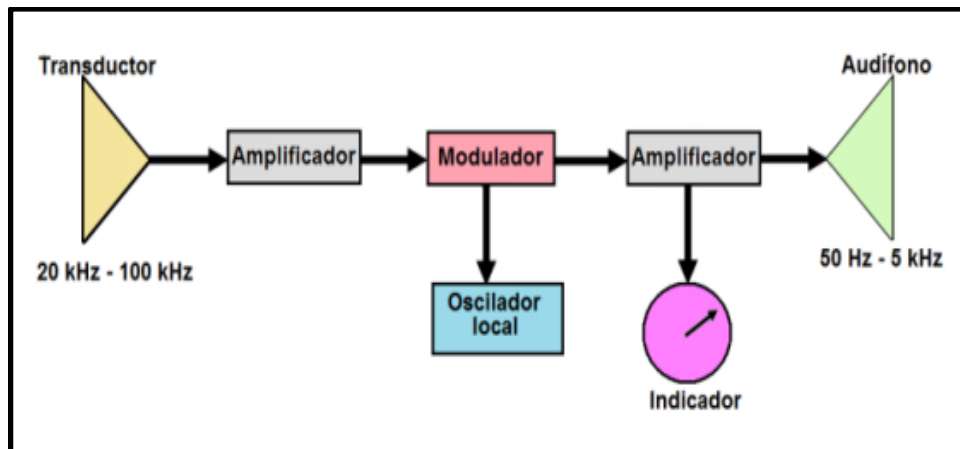 Transductor
Audífono
Amplificador
Modulador
Amplificador
20 kHz - 100 kHz
50 Hz - 5 kHz
Oscilador
local
Indicador